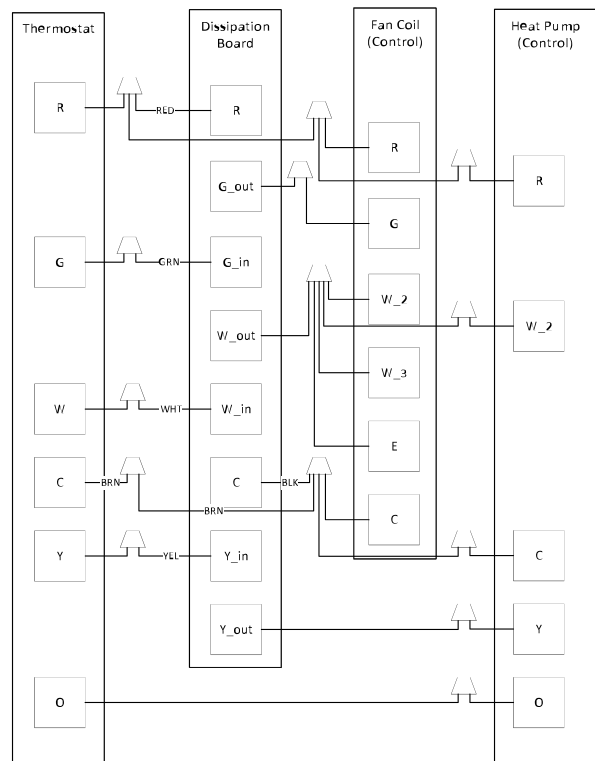 Thermostat
Dissipation
Board
Fan Coil
(Control)
Heat Pump
(Control)
R
RED
R
R
R
G_out
G
G
GRN
G_in
W_2
W_2
W_out
W_3
W
WHT
W_in
E
C
BRN
C
BLK
BRN
C
Y
YEL
Y_in
C
Y_out
Y
O
O